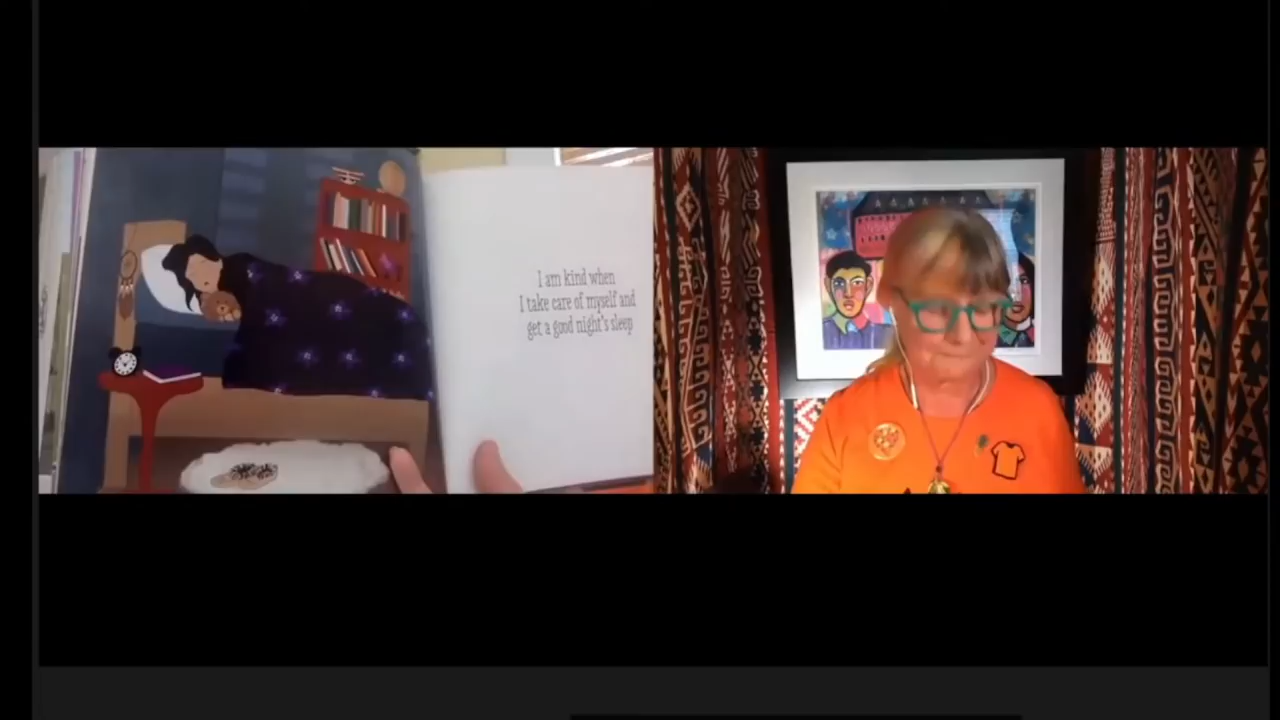 I am kind when
I take care of myself and
get a good night's sleep